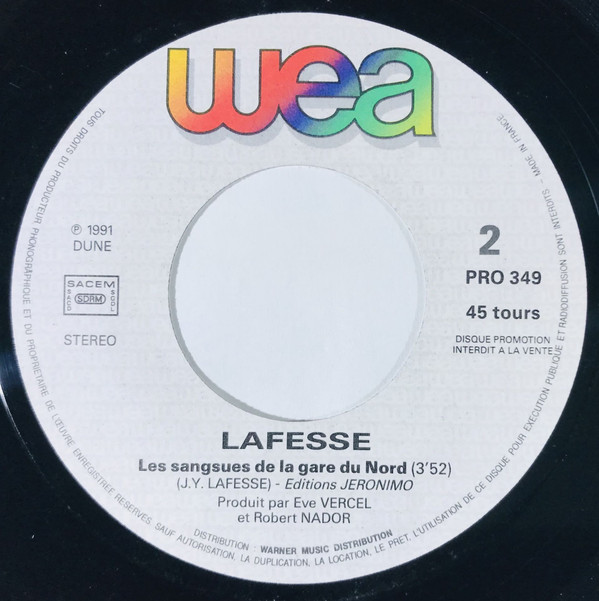 wea
℗ 1991
DUNE
SACEM
SACD
SDRM
SGDL
STEREO
2
PRO 349
45 tours
DISQUE PROMOTION
INTERDIT A LA VENTE
LAFESSE
Les sangsues de la gare du Nord (3'52)
(J.Y. LAFESSE) - Editions JERONIMO
Produit par Eve VERCEL
et Robert NADOR
DISTRIBUTION : WARNER MUSIC DISTRIBUTION
TOUS DROITS DU PRODUCTEUR PHONOGRAPHIQUE ET DU PROPRIETAIRE DE L'ŒUVRE ENREGISTREE RESERVES SAUF AUTORISATION, LA DUPLICATION, LA LOCATION, LE PRET, L'UTILISATION DE CE DISQUE POUR EXECUTION PUBLIQUE ET RADIODIFFUSION SONT INTERDITS - MADE IN FRANCE